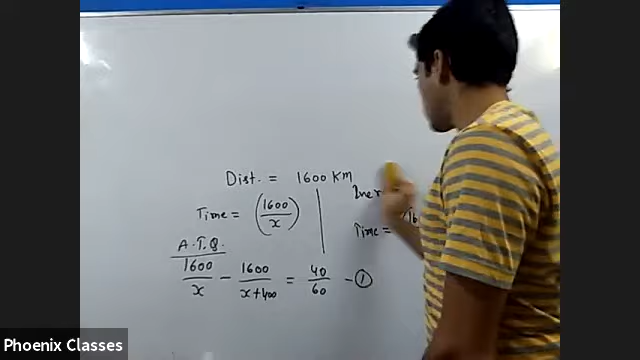 Dist. = 1600 KM
Time = (1600/x)
Time =
A.T.Q.
1600/x - 1600/x+400 = 40/60 - ①
Phoenix Classes